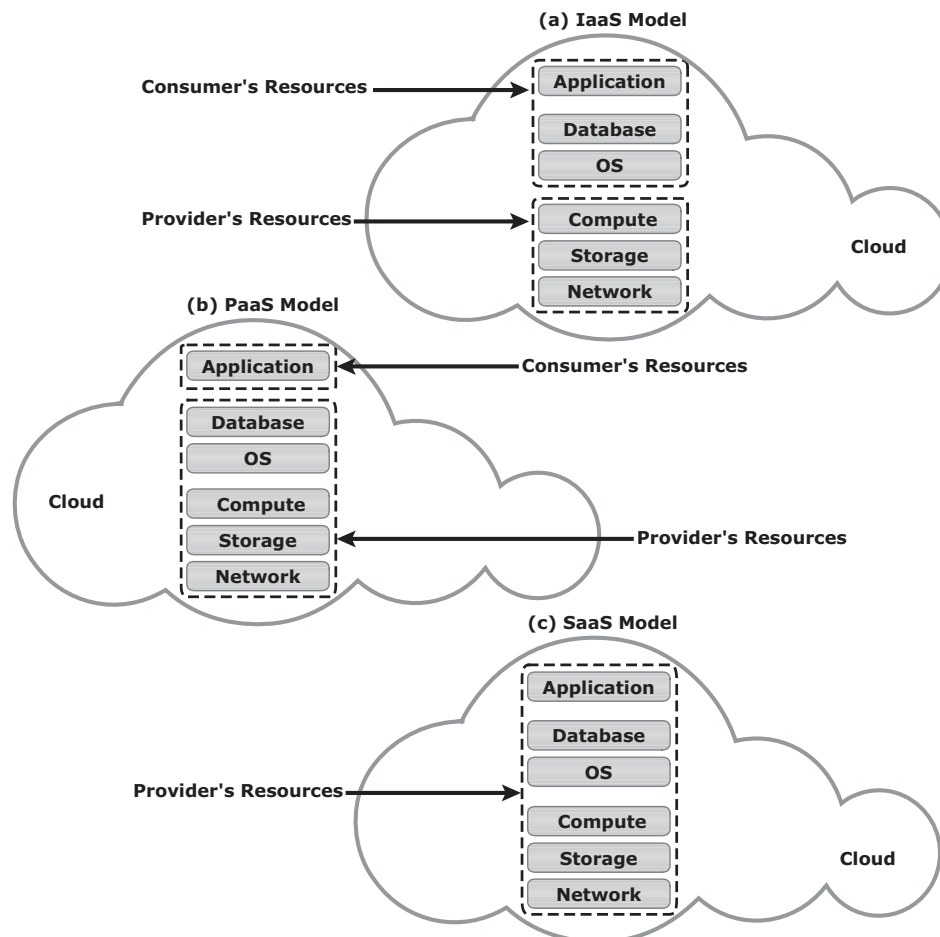 (a) IaaS Model
Consumer's Resources
Application
Database
OS
Provider's Resources
Compute
Storage
Network
Cloud
(b) PaaS Model
Application
Consumer's Resources
Database
OS
Cloud
Compute
Storage
Provider's Resources
Network
(c) SaaS Model
Application
Database
OS
Provider's Resources
Compute
Storage
Cloud
Network